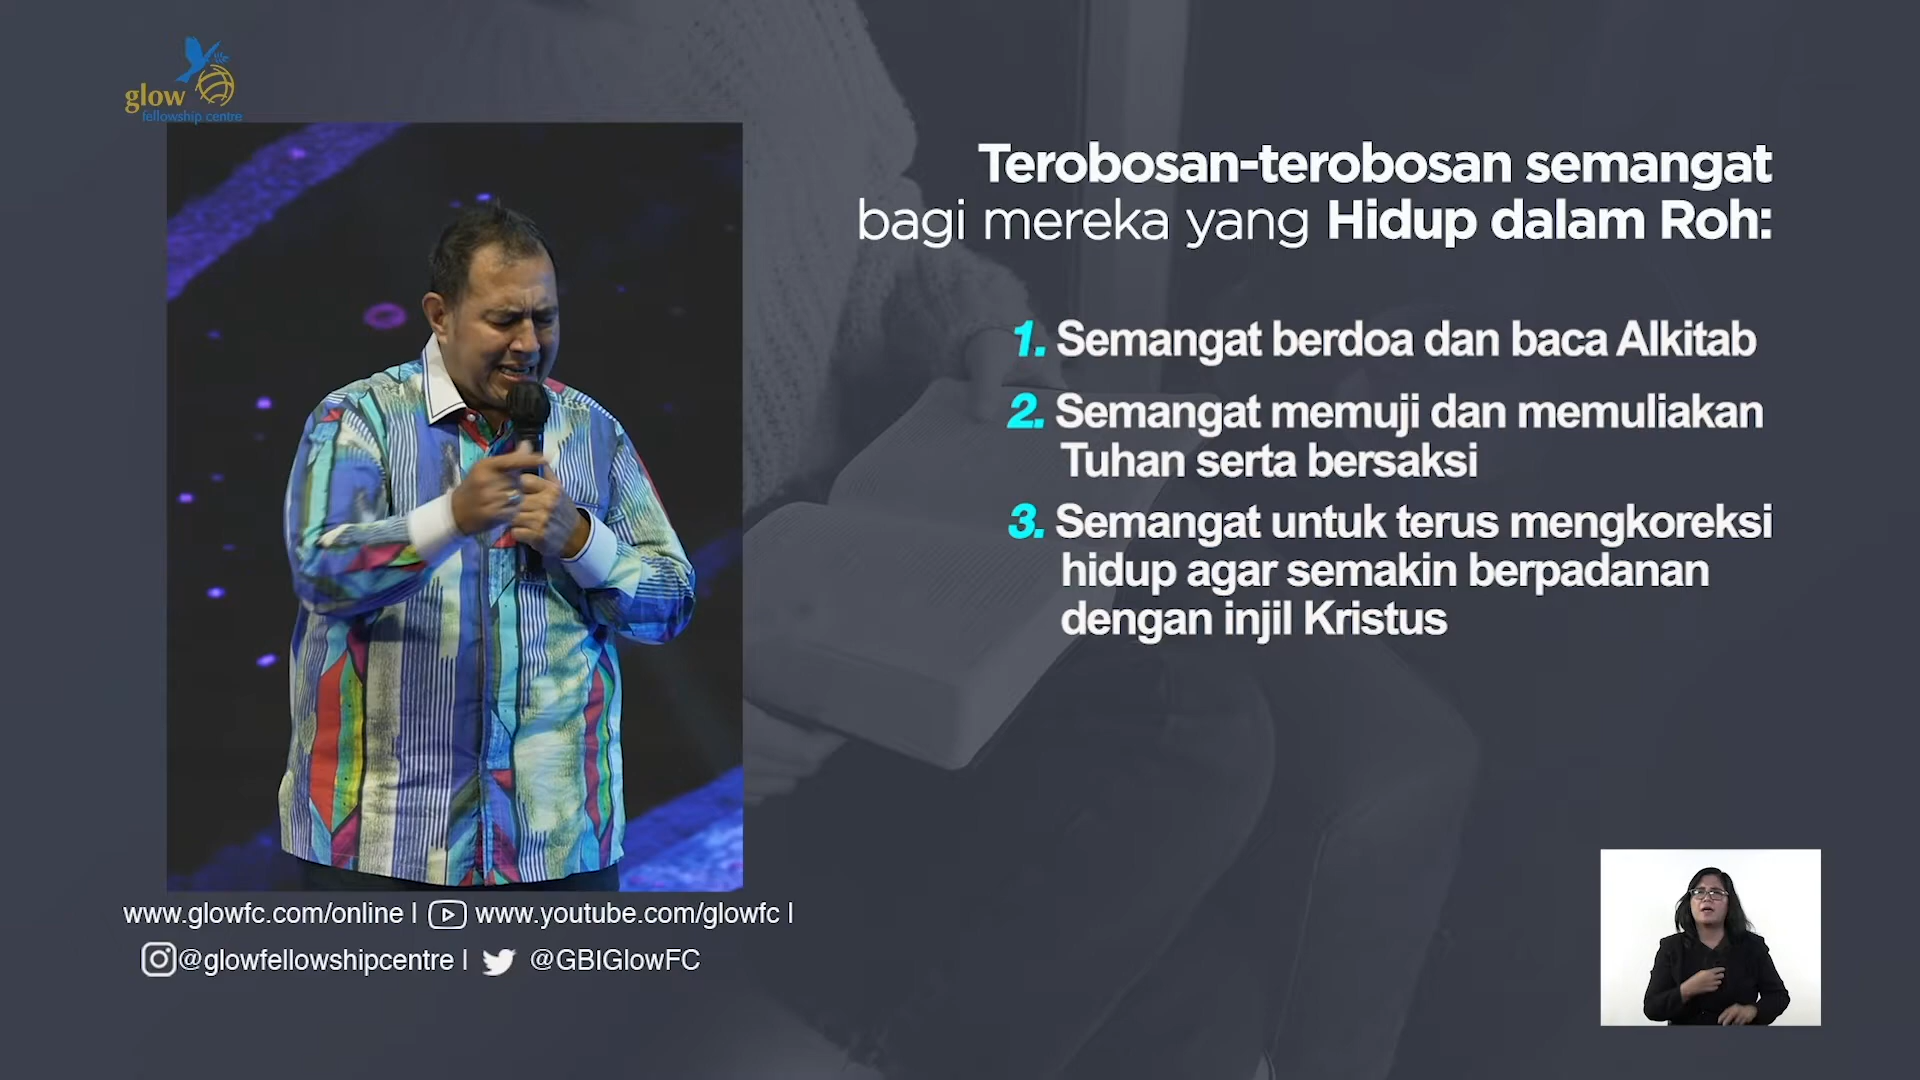 glow
fellowship centre
Terobosan-terobosan semangat
bagi mereka yang Hidup dalam Roh:
1. Semangat berdoa dan baca Alkitab
2. Semangat memuji dan memuliakan
Tuhan serta bersaksi
3. Semangat untuk terus mengkoreksi
hidup agar semakin berpadanan
dengan injil Kristus
www.glowfc.com/online | www.youtube.com/glowfc |
@glowfellowshipcentre | @GBIGlowFC